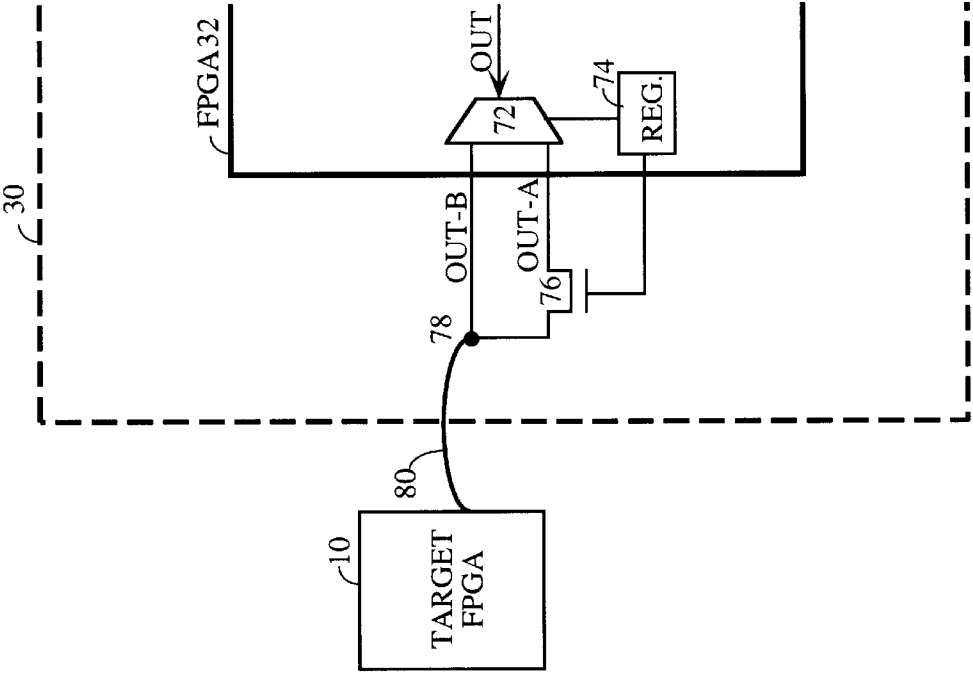 30
FPGA32
OUT
72
74
REG.
OUT-B
OUT-A
76
78
80
10
TARGET
FPGA